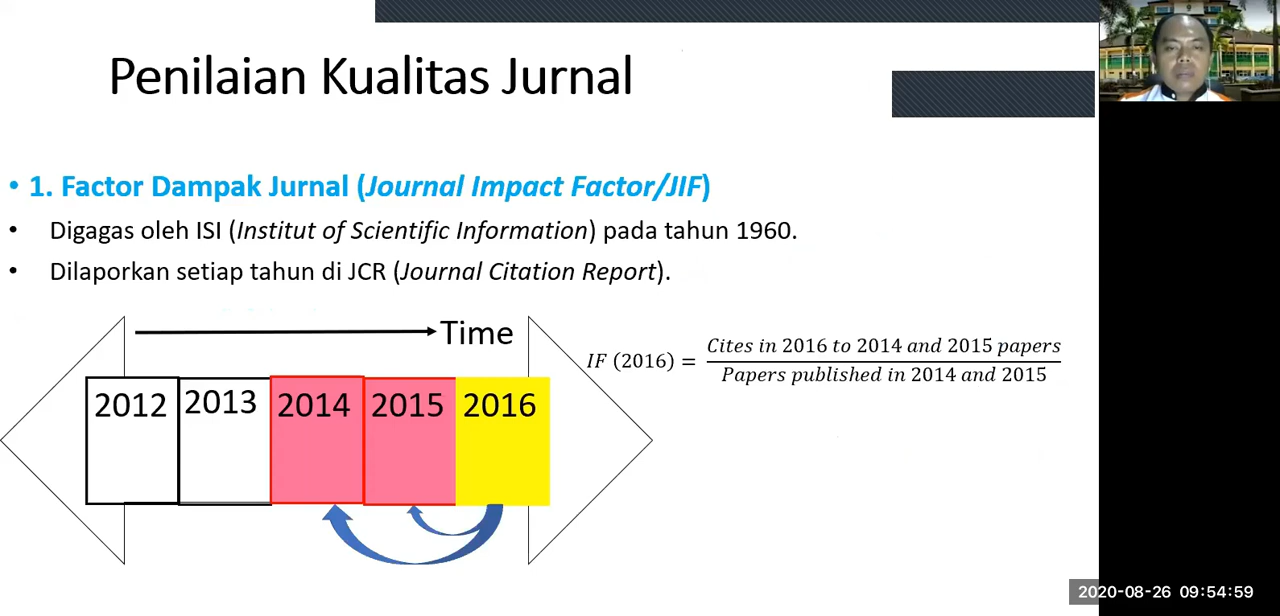 Penilaian Kualitas Jurnal
• 1. Factor Dampak Jurnal (Journal Impact Factor/JIF)
• Digagas oleh ISI (Institut of Scientific Information) pada tahun 1960.
• Dilaporkan setiap tahun di JCR (Journal Citation Report).
Time
2012 2013 2014 2015 2016
IF (2016) = Cites in 2016 to 2014 and 2015 papers
Papers published in 2014 and 2015
2020-08-26 09:54:59